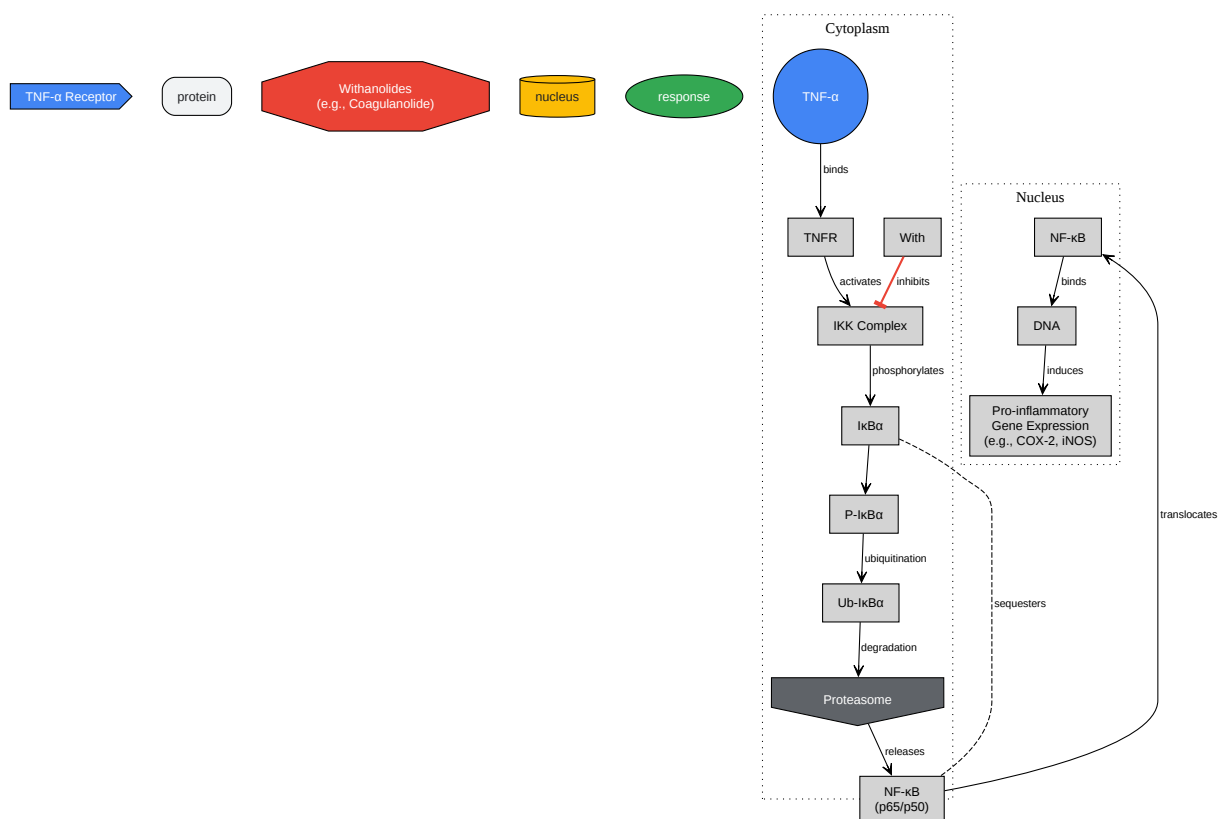 Cytoplasm
TNF-α Receptor
protein
Withanolides
(e.g., Coagulanolide)
nucleus
response
TNF-α
binds
Nucleus
TNFR
With
NF-κB
activates
inhibits
binds
IKK Complex
DNA
phosphorylates
induces
Pro-inflammatory
Gene Expression
(e.g., COX-2, iNOS)
IκBα
P-IκBα
translocates
ubiquitination
Ub-IκBα
sequesters
degradation
Proteasome
releases
NF-κB
(p65/p50)